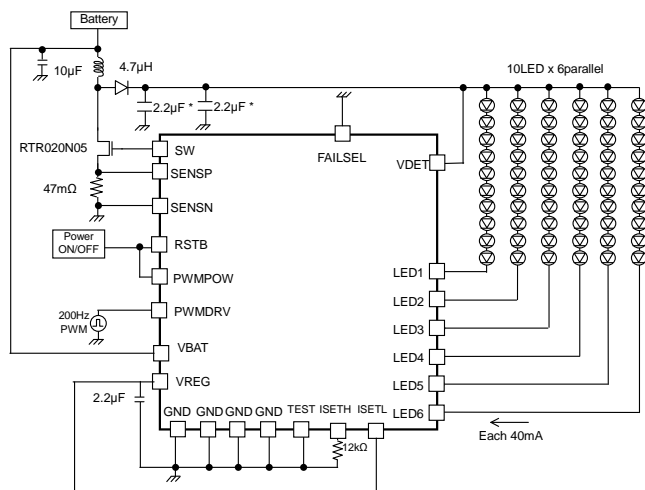 Battery
10µF
4.7µH
2.2µF *
2.2µF *
10LED x 6parallel
RTR020N05
SW
FAILSEL
VDET
SENSP
47mΩ
SENSN
Power
ON/OFF
RSTB
PWMPOW
LED1
LED2
200Hz
PWM
PWMDRV
LED3
VBAT
LED4
VREG
LED5
2.2µF
GND
GND
GND
GND
TEST
ISETH
ISETL
LED6
12kΩ
Each 40mA